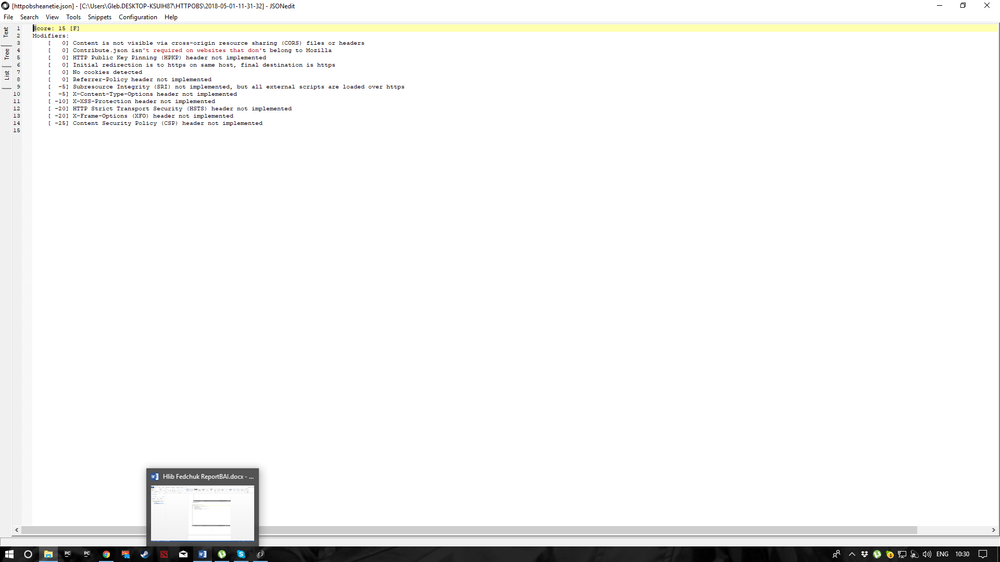 [httpobsheanetie.json] - [C:\Users\Gleb.DESKTOP-KSUIH87\HTTPOBS\2018-05-01-11-31-32] - JSONedit
File Search View Tools Snippets Configuration Help
Text
Tree
List
1 Score: 15 [F]
2 Modifiers:
3 [ 0] Content is not visible via cross-origin resource sharing (CORS) files or headers
4 [ 0] Contribute.json isn't required on websites that don't belong to Mozilla
5 [ 0] HTTP Public Key Pinning (HPKP) header not implemented
6 [ 0] Initial redirection is to https on same host, final destination is https
7 [ 0] No cookies detected
8 [ 0] Referrer-Policy header not implemented
9 [ -5] Subresource Integrity (SRI) not implemented, but all external scripts are loaded over https
10 [ -5] X-Content-Type-Options header not implemented
11 [ -10] X-XSS-Protection header not implemented
12 [ -20] HTTP Strict Transport Security (HSTS) header not implemented
13 [ -20] X-Frame-Options (XFO) header not implemented
14 [ -25] Content Security Policy (CSP) header not implemented
15
Hlib Fedchuk ReportBAI.docx - ...
PC PC
ENG 10:30